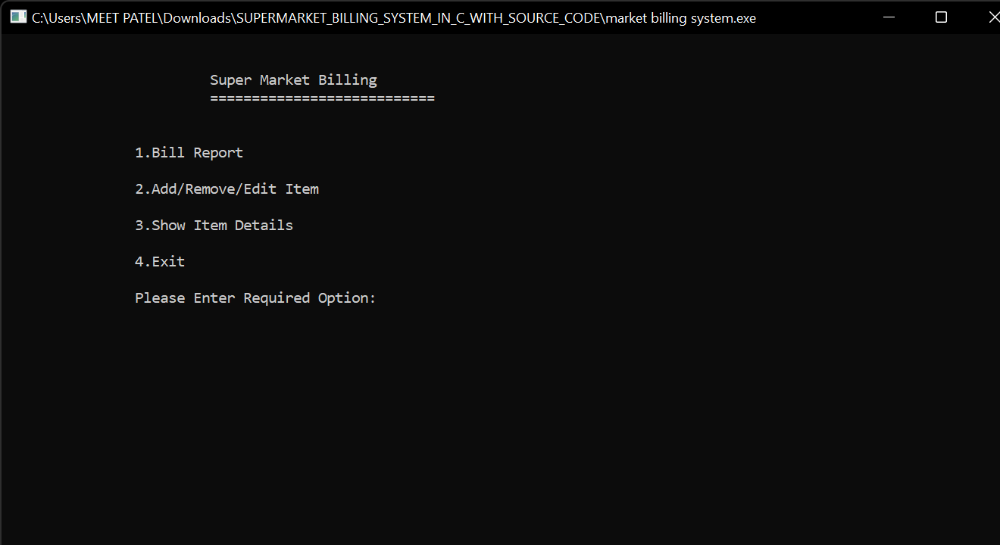 C:\Users\MEET PATEL\Downloads\SUPERMARKET_BILLING_SYSTEM_IN_C_WITH_SOURCE_CODE\market billing system.exe
Super Market Billing
===========================
1.Bill Report
2.Add/Remove/Edit Item
3.Show Item Details
4.Exit
Please Enter Required Option: